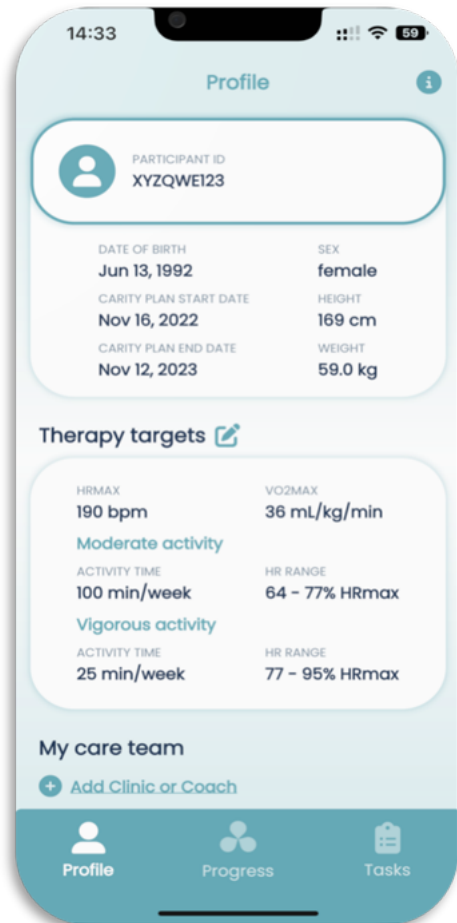 14:33 59
Profile i
PARTICIPANT ID
XYZQWE123
DATE OF BIRTH SEX
Jun 13, 1992 female
CARITY PLAN START DATE HEIGHT
Nov 16, 2022 169 cm
CARITY PLAN END DATE WEIGHT
Nov 12, 2023 59.0 kg
Therapy targets
HRMAX VO2MAX
190 bpm 36 mL/kg/min
Moderate activity
ACTIVITY TIME HR RANGE
100 min/week 64 - 77% HRmax
Vigorous activity
ACTIVITY TIME HR RANGE
25 min/week 77 - 95% HRmax
My care team
+ Add Clinic or Coach
Profile Progress Tasks